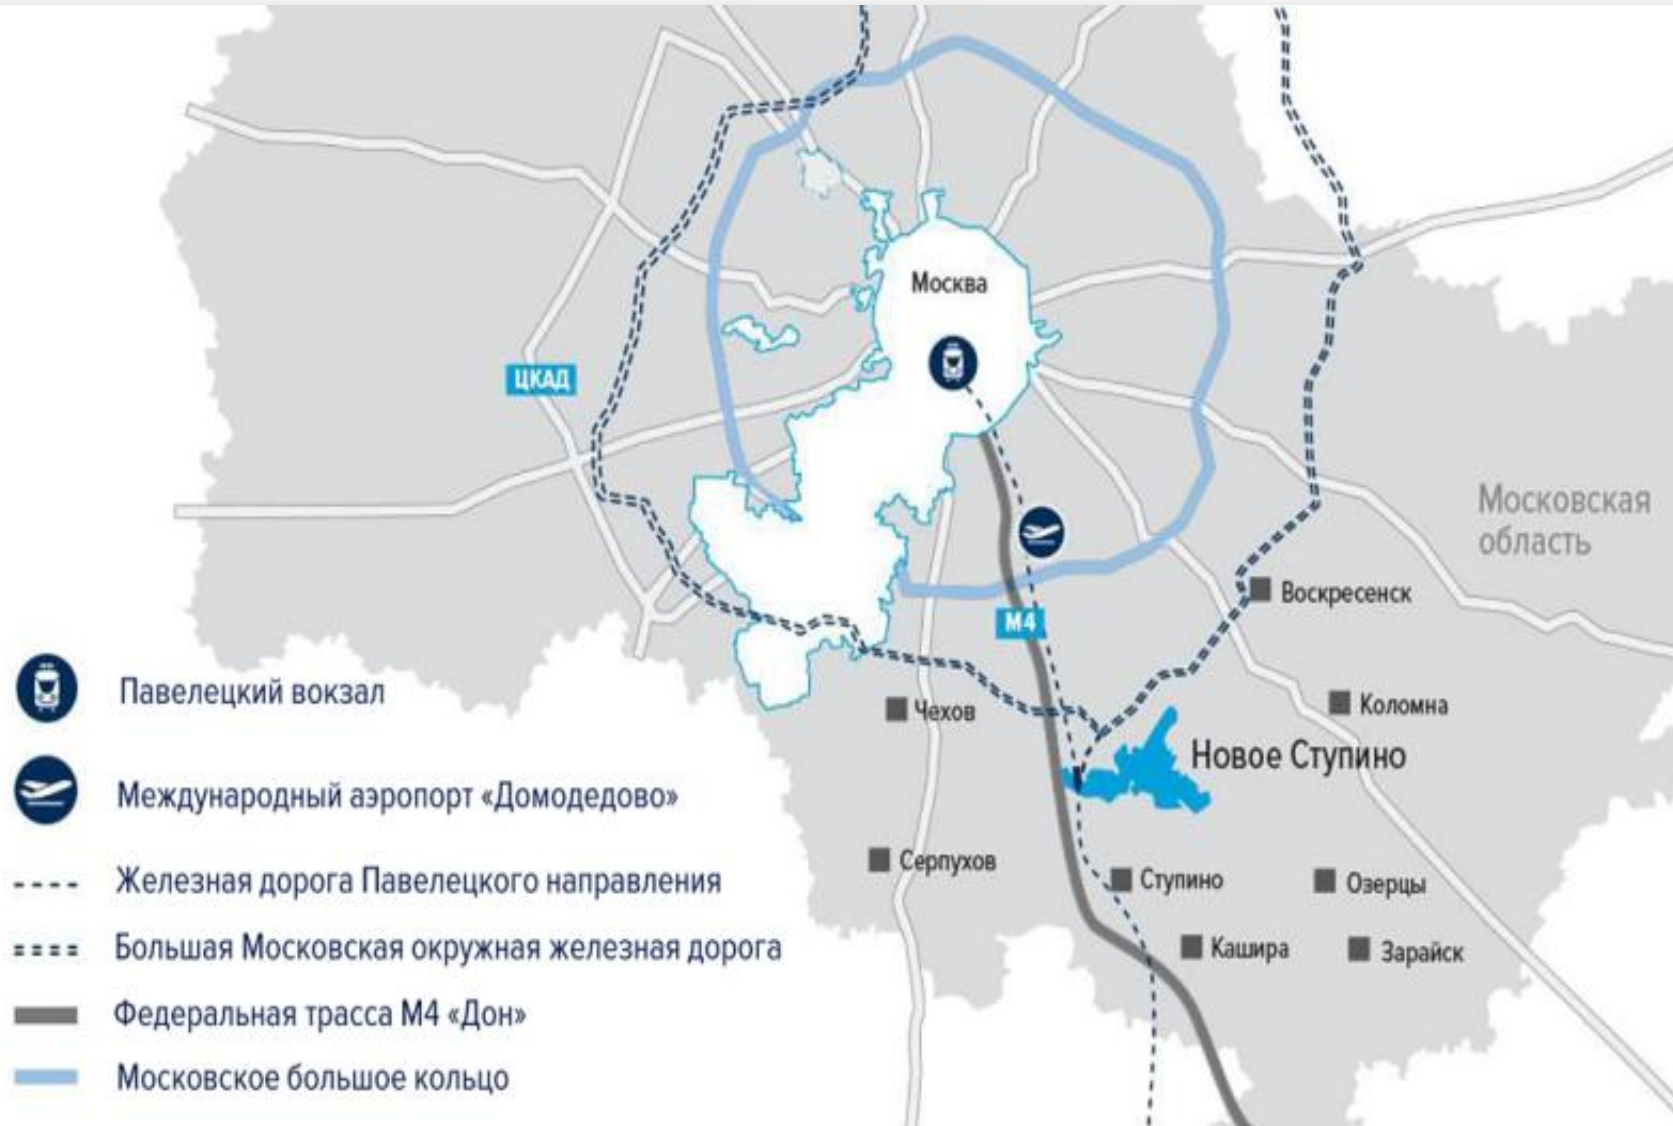 Москва
ЦКАД
Московская
область
Воскресенск
М4
Павелецкий вокзал
Чехов
Коломна
Новое Ступино
Международный аэропорт «Домодедово»
Серпухов
Железная дорога Павелецкого направления
Ступино
Озерцы
Большая Московская окружная железная дорога
Кашира
Зарайск
Федеральная трасса М4 «Дон»
Московское большое кольцо